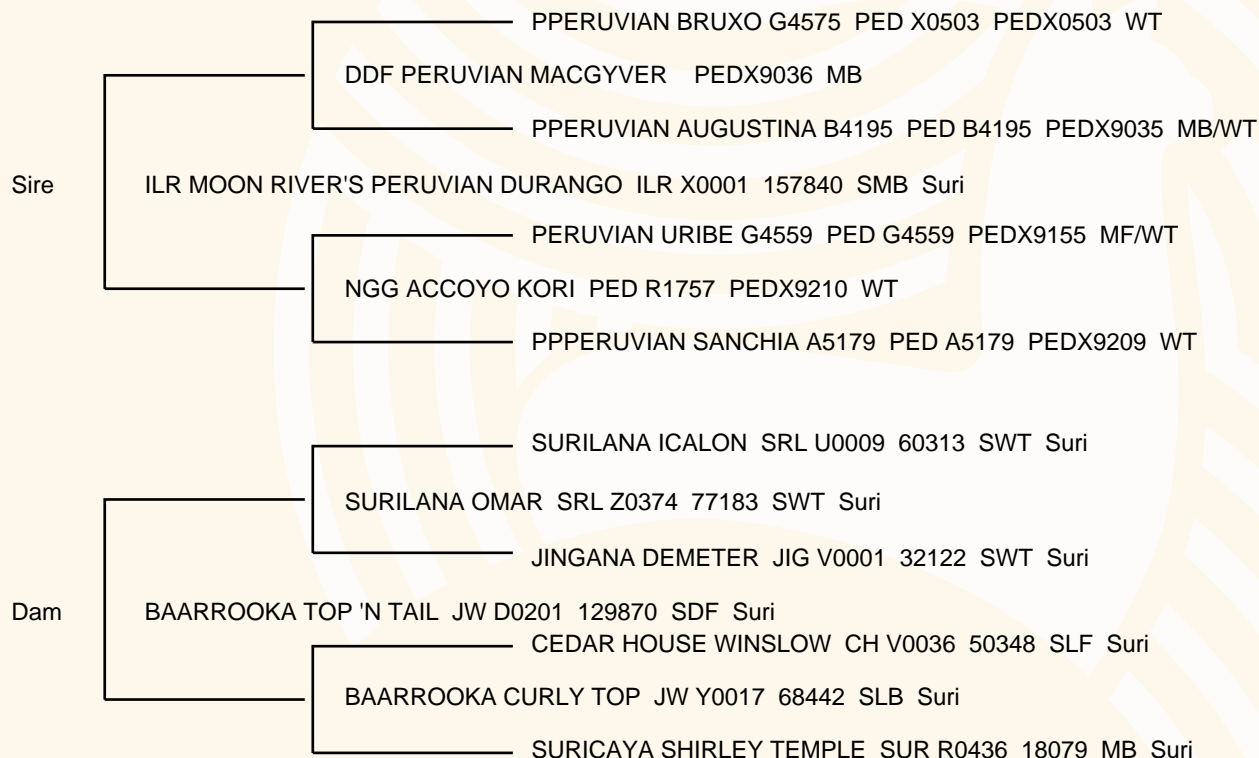 PPERUVIAN BRUXO G4575 PED X0503 PEDX0503 WT
DDF PERUVIAN MACGYVER PEDX9036 MB
PPERUVIAN AUGUSTINA B4195 PED B4195 PEDX9035 MB/WT
Sire ILR MOON RIVER'S PERUVIAN DURANGO ILR X0001 157840 SMB Suri
PERUVIAN URIBE G4559 PED G4559 PEDX9155 MF/WT
NGG ACCOYO KORI PED R1757 PEDX9210 WT
PPPERUVIAN SANCHIA A5179 PED A5179 PEDX9209 WT
SURILANA ICALON SRL U0009 60313 SWT Suri
SURILANA OMAR SRL Z0374 77183 SWT Suri
JINGANA DEMETER JIG V0001 32122 SWT Suri
Dam BAARROOKA TOP 'N TAIL JW D0201 129870 SDF Suri
CEDAR HOUSE WINSLOW CH V0036 50348 SLF Suri
BAARROOKA CURLY TOP JW Y0017 68442 SLB Suri
SURICAYA SHIRLEY TEMPLE SUR R0436 18079 MB Suri